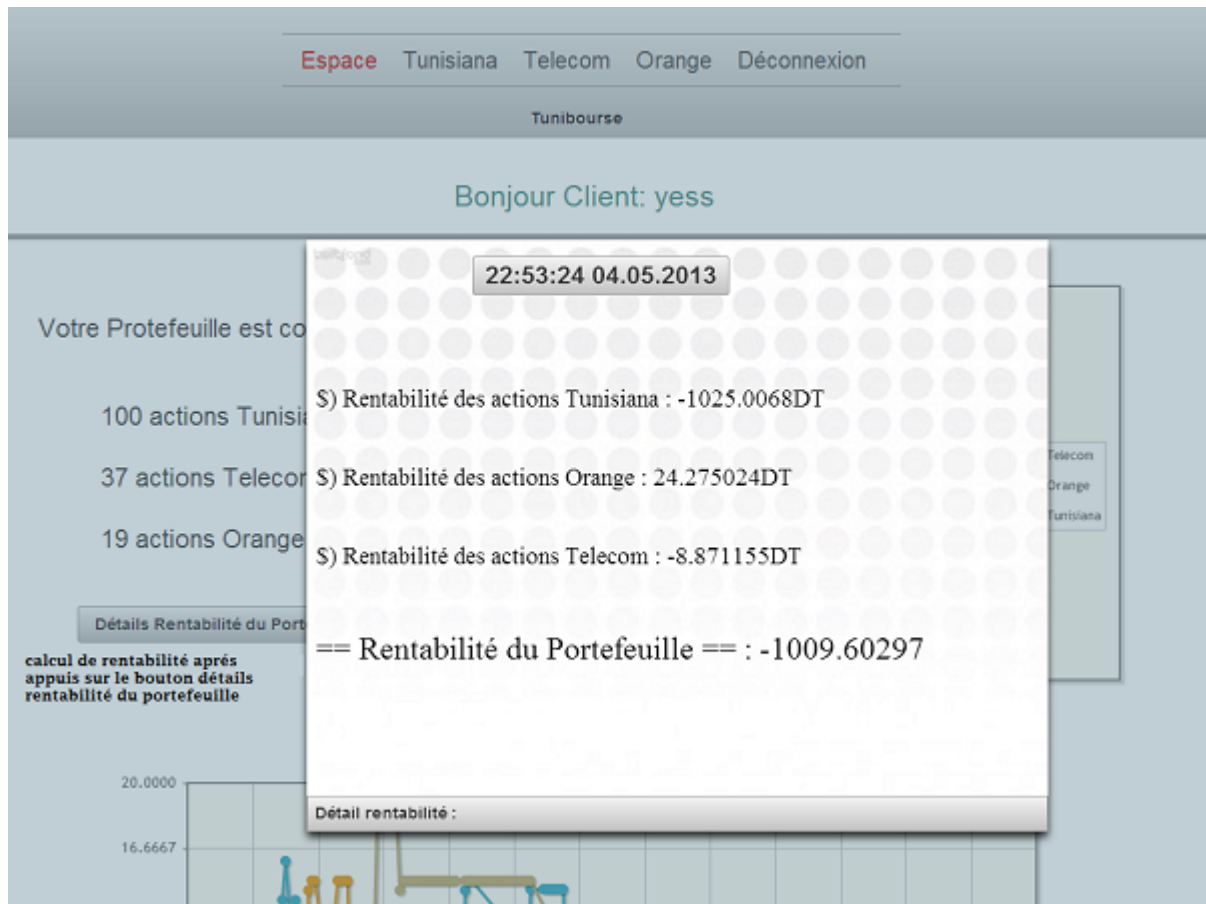 Espace Tunisiana Telecom Orange Déconnexion
Tunibourse
Bonjour Client: yess
22:53:24 04.05.2013
Votre Protefeuille est co
100 actions Tunisia
37 actions Telecor
19 actions Orange
Détails Rentabilité du Port
calcul de rentabilité aprés
appuis sur le bouton détails
rentabilité du portefeuille
$) Rentabilité des actions Tunisiana : -1025.0068DT
$) Rentabilité des actions Orange : 24.275024DT
$) Rentabilité des actions Telecom : -8.871155DT
== Rentabilité du Portefeuille == : -1009.60297
Détail rentabilité :
Telecom
Orange
Tunisiana
20.0000
16.6667